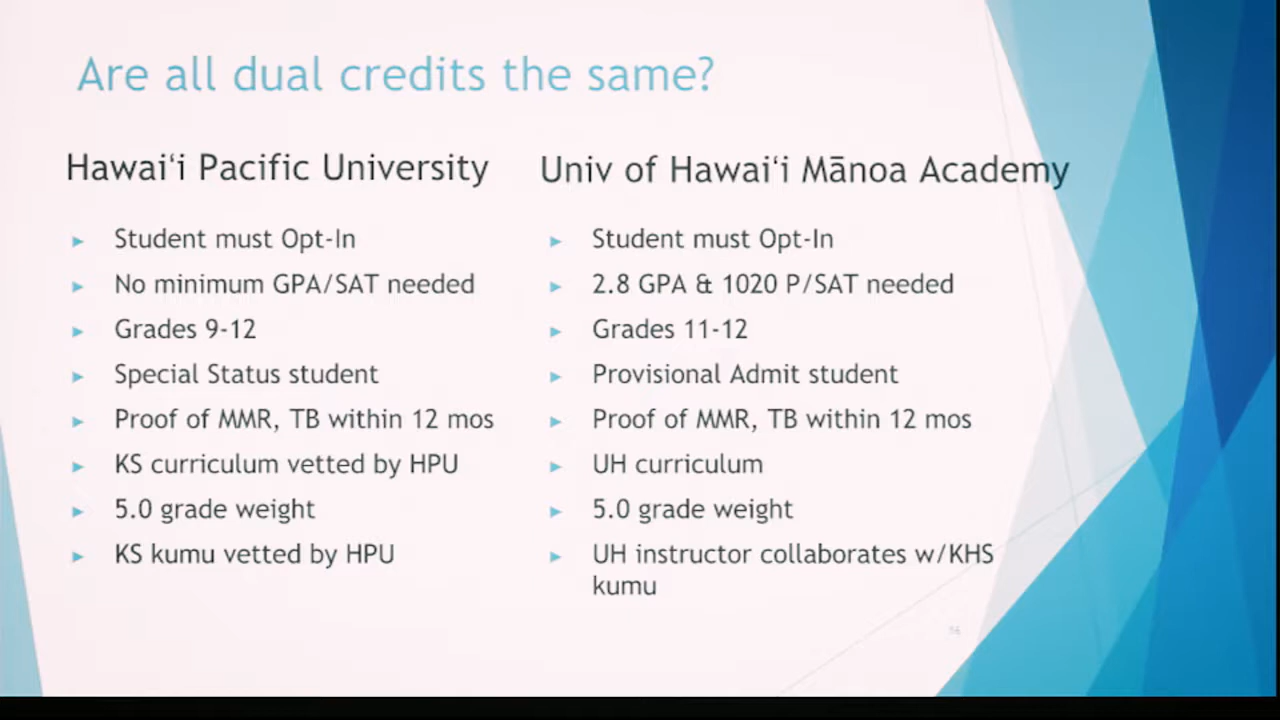 Are all dual credits the same?
Hawaiʻi Pacific University
Student must Opt-In
No minimum GPA/SAT needed
Grades 9-12
Special Status student
Proof of MMR, TB within 12 mos
KS curriculum vetted by HPU
5.0 grade weight
KS kumu vetted by HPU
Univ of Hawaiʻi Mānoa Academy
Student must Opt-In
2.8 GPA & 1020 P/SAT needed
Grades 11-12
Provisional Admit student
Proof of MMR, TB within 12 mos
UH curriculum
5.0 grade weight
UH instructor collaborates w/KHS
kumu